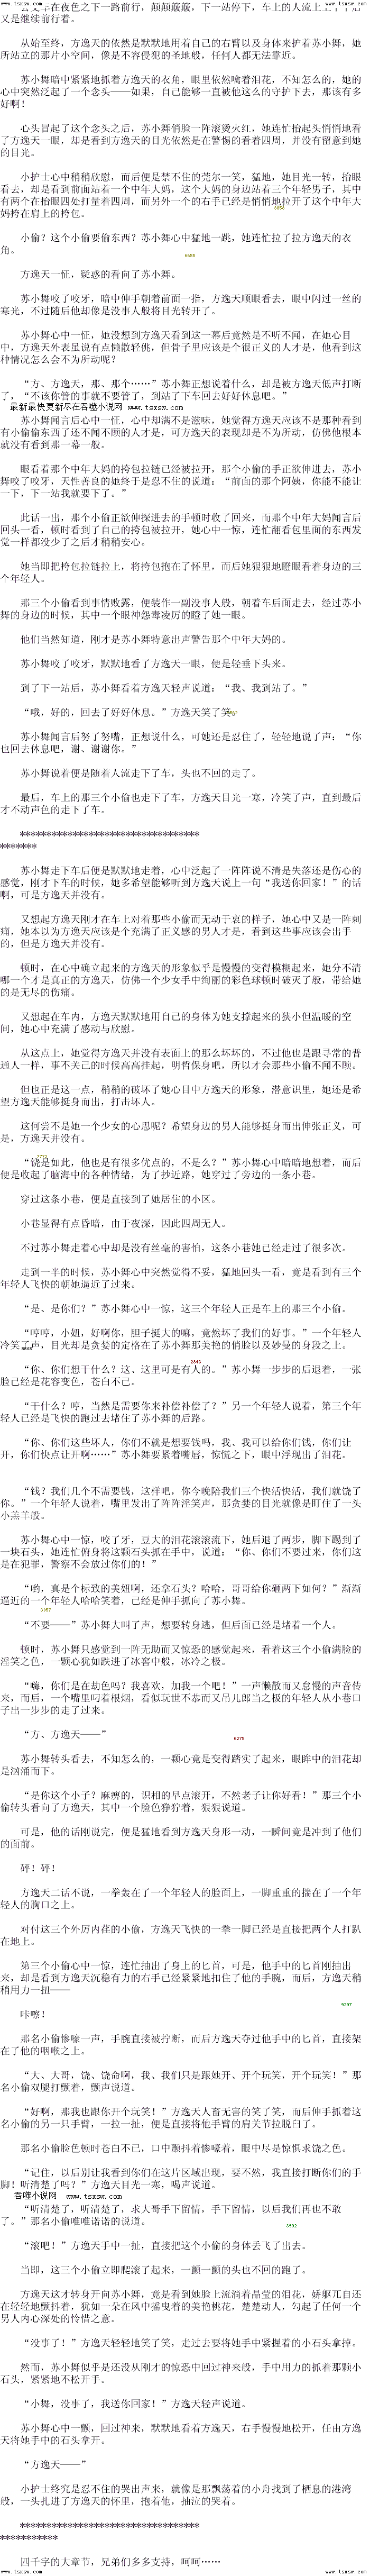 www.tsxsw.com www.tsxsw.com
公交车在夜色之下一路前行，颠颠簸簸，下一站停下，车上的人流上上下下后
又是继续前行着。
从始至终，方逸天的依然是默默地用着自己的右臂以及身体来护着苏小舞，她
所站立的那片小空间，像是不容侵犯的圣地般，任何人都无法靠近。
苏小舞暗中紧紧地抓着方逸天的衣角，眼里依然噙着泪花，不知怎么的，她的
心中突然泛起了一个念头——如果，自己能够一直被他这么的守护下去，那该有多
好啊！
心头冒起了这个念头之后，苏小舞俏脸一阵滚烫火红，她连忙抬起头悄悄地看
了方逸天一眼，却是看到方逸天的目光依然是在警惕的看着四周，并没有留意到她
的目光。
小护士心中稍稍欣慰，而后便是禁不住的莞尔一笑，猛地，她目光一转，抬眼
看去，却是看到前面站着一个中年大妈，这个大妈的身边站着三个年轻男子，其中
有两个在抬四处打量着四周，而另外一个的右手已经是悄悄地拉开了这个中年大
妈挎在肩上的挎包。
小偷？这个小偷要偷东西？苏小舞心中猛地一跳，她连忙拉了拉方逸天的衣
角。
6655
方逸天一怔，疑惑的看向了苏小舞。
苏小舞咬了咬牙，暗中伸手朝着前面一指，方逸天顺眼看去，眼中闪过一丝的
寒光，不过随后他却像是没事人般将目光转开了。
苏小舞心中一怔，她没想到方逸天看到这一幕后竟然是不听不闻，在她心目
中，方逸天外表虽说有点懒散轻佻，但骨子里应该是个很正义的人才是，他看到这
种情况怎么会不为所动呢？
“方、方逸天，那、那个……”苏小舞正想说着什么，却是被方逸天低声打断
了，“不该你管的事就不要管了，到站了下车回去好好休息吧。”
最新最快更新尽在吞噬小说网 www.tsxsw.com
苏小舞闻言后心中一怔，心中却满不是滋味，她觉得方逸天应该不是那种看到
有小偷偷东西了还不闻不顾的人才是，可方逸天的表现却是不为所动，仿佛他根本
就没有看到那一幕一般。
眼看着那个中年大妈的挎包拉链已经被拉开，那个小偷的手正欲伸进去，苏小
舞咬了咬牙，天性善良的她终于是忍不住的说道：“前面的那个阿姨，你能不能让
一下，下一站我就要下了。”
此话一出，那个小偷正欲伸探进去的手顿时收了回来，而那个中年大妈闻言后
回头一看，顿时看到了自己的挎包被拉开，她心中一惊，连忙翻看包里面的东西发
觉一样都没少了之后才稍稍安心。
她当即把挎包拉链拉上，将挎包抱在了怀里，而后她狠狠地瞪眼看着身边的三
个年轻人。
那三个小偷看到事情败露，便装作一副没事人般，朝着车后面走去，经过苏小
舞的身边的时候，其中一个眼神怨毒凌厉的瞪了她一眼。
他们当然知道，刚才是苏小舞特意出声警告那个中年大妈的。
苏小舞咬了咬牙，默默地看了方逸天一眼，便是轻垂下头来。
到了下一站后，苏小舞看着方逸天轻声说道：“我、我到站了。”
“哦，好的，回去了好好休息。”方逸天笑了笑。
苏小舞闻言后努了努嘴，正想说什么，可她还是忍住了，轻轻地说了声：“你
也回去休息吧，谢、谢谢你。”
苏小舞说着便是随着人流走下了车，头也不回的走了。
最后，车上的那三个小偷也走下了车，方逸天目光一寒，冷笑了声，直到最后
才不动声色的走下了车。
**********************************
*******
苏小舞走下车后便是默默地走着，心中泛起了一阵阵说不清是失落还是伤心的
感觉，刚才下车的时候，她多希望能够听到方逸天说上一句“我送你回家！”的话
啊，可是方逸天并没有。
又想起方逸天刚才在车上对着那些小偷而无动于衷的样子，她心中又是一阵刺
痛，她本以为方逸天应该是个充满了正义感的男人才是，看到这些事应该会出手
的，但是方逸天并没有。
顿时，在心中确立起来的方逸天的形象似乎是慢慢的变得模糊起来，她分不清
哪一个才是真正的方逸天，仿佛一个少女手中绚丽的彩色球顿时破灭了般，带给她
的是无尽的伤痛。
又想起在车内，方逸天默默地用自己的身体为她支撑起来的狭小但温暖的空
间，她心中充满了感动与欣慰。
从这点上，她觉得方逸天并没有表面上的那么坏的，不过他也是跟寻常的普
通人一样，事不关己的时候高高挂起，明哲保身吧，所以才会那些小偷不闻不顾。
但也正是这一点，稍稍的破坏了她心目中方逸天的形象，潜意识里，她还是希
望方逸天能够挺身而出，打击坏人。
这何尝不是她一个少女的心思呢？希望身边的男人能够挺身而出伸张正义，可
是，方逸天并没有。
7773
“饶是如此，他也是有很多优点的，不是么？”苏小舞心中暗暗地想着，而后
便是收起了脑海中的各种情绪，为了抄近路，她穿过了旁边的一条小巷。
穿过这条小巷，便是直接到了她居住的小区。
小巷显得有点昏暗，由于夜深，因此四周无人。
不过苏小舞走着心中却是没有丝毫的害怕，这条小巷她已经走过了很多次。
走到一半的时候，苏小舞心中突然觉得不妥，猛地回头一看，竟是看到有三个
年轻人飞快的朝她逼近了过来。
“是、是你们？”苏小舞心中一惊，这三个年轻人正是车上的那三个小偷。
“哼哼，小妞，好啊你，胆子挺大的嘛，竟然坏了我们的好事。”一个年轻人
冷笑了声，目光却是贪婪的定格在了苏小舞那美艳的俏脸以及妙曼的身段之上。
2846
“你、你们想干什么？这、这里可是有人的。”苏小舞一步步的后退着，一张
脸已经是花容变色，苍白不已。
“干什么？哼，当然是需要你来补偿补偿了？”另一个年轻人说着，第三个年
轻人已经是飞快的跑过去堵住了苏小舞的后路。
“你、你们这些坏人，你们不就是想要钱吗，我、我可以给你们钱，你们让
开，你们快点让开啊……”苏小舞要紧着嘴唇，惊慌之下，眼中浮现出了泪花。
“钱？我们几个不需要钱，这样吧，你今晚陪我们三个快活快活，我们就饶了
你。”一个年轻人说着，嘴里发出了阵阵淫笑声，那贪婪的目光就像是盯住了一头
小羔羊般。
苏小舞心中一惊，咬了牙，豆大的泪花滚滚流下，她后退了两步，脚下踢到了
一块石头，她连忙俯身将这颗石头抓在手中，说道：“你、你们不要过来，你们这
是在犯罪，警察不会放过你们的！”
“哟，真是个标致的美妞啊，还拿石头？哈哈，哥哥给你砸两下如何？”渐渐
逼近的一个年轻人哈哈笑着，已经是伸手抓向了苏小舞。
3457
“不要——”苏小舞大叫了声，想要转身逃，但后面已经是堵着一个人。
顿时，苏小舞只感觉到一阵无助而又惊恐的感觉起来，看着这三个小偷满脸的
淫笑之色，一颗心犹如跌进了冰窖中般，冰冷之极。
“嗨，你们是在劫色吗？我喜欢，加我一个吧！”一声懒散而又怠慢的声音传
来，而后，一个嘴里叼着根烟，看似玩世不恭而又吊儿郎当之极的年轻人从小巷口
子出一步步的走了过来。
“方、方逸天——”
6275
苏小舞转头看去，不知怎么的，一颗心竟是变得踏实了起来，眼眸中的泪花却
是汹涌而下。
“是你这个小子？麻痹的，识相的早点滚开，不然老子让你好看！”那三个小
偷转头看向了方逸天，其中一个脸色狰狞着，狠狠说道。
可是，他的话刚说完，便是猛地看到方逸天身形一动，一瞬间竟是冲到了他们
的面前。
砰！砰！
方逸天二话不说，一拳轰在了一个年轻人的脸面上，一脚重重的揣在了一个年
轻人的胸口之上。
对付这三个外厉内荏的小偷，方逸天飞快的一拳一脚已经是直接把两个人打趴
在地上。
第三个小偷心中一惊，连忙抽出了身上的匕首，可是，他手中的匕首刚抽出
来，却是看到方逸天沉稳有力的右手已经紧紧地扣住了他的手腕，而后，方逸天稍
稍用力一扭——
9297
咔嚓！
那名小偷惨嚎一声，手腕直接被拧断，而后方逸天夺过他手中的匕首，直接架
在了他的咽喉之上。
“大、大哥，饶、饶命啊，我、我们只是跟她开、开个玩笑，开个玩笑！”那
名小偷双腿打颤着，颤声说道。
“好啊，那我也跟你开个玩笑！”方逸天人畜无害的笑了笑，而后伸手抓着这
名小偷的另一只手臂，一拉一扯，便是直接将他手臂的肩关节拉脱臼了。
那名小偷脸色顿时苍白不已，口中颤抖着惨嚎着，眼中尽是惊惧求饶之色。
“记住，以后别让我看到你们在这片区域出现，要不然，我直接打断你们的手
脚！听清楚了吗？”方逸天目光一寒，喝声说道。
吞噬小说网 www.tsxsw.com
“听清楚了，听清楚了，求大哥手下留情，手下留情，以后我们再也不敢
了。”那名小偷唯唯诺诺的说道。
3992
“滚吧！”方逸天手中一扯，直接把这个小偷的身体丢飞了出去。
当即，这三个小偷立即爬滚了起来，一颤一颤的头也不回的跑了。
方逸天这才转身开向苏小舞，竟是看到她脸上流淌着晶莹的泪花，娇躯兀自还
在轻轻地颤抖着，犹如一朵在风中摇曳着的美艳桃花，楚楚动人，勾起了任何一个
男人内心深处的怜惜之意。
“没事了！”方逸天轻轻地笑了笑，走过去要将她手中紧握着的小石头拿掉。
然而，苏小舞似乎是还没从刚才的惊恐中回过神来般，手中用力的抓着那颗小
石头，紧紧地不松开手。
“小舞，没事了，我送你回家！”方逸天轻声说道。
苏小舞心中一颤，回过神来，默默地看着方逸天，右手慢慢地松开，任由方逸
天将她手中的石头拿开。
“方逸天——”
小护士终究是忍不住的哭出声来，就像是那飘荡着的小舟找到了栖息的港湾
般，一头扎进了方逸天的怀里，抱着他，抽泣的哭着。
**********************************
***********
四千字的大章节，兄弟们多多支持，呵呵……
www.tsxsw.com www.tsxsw.com